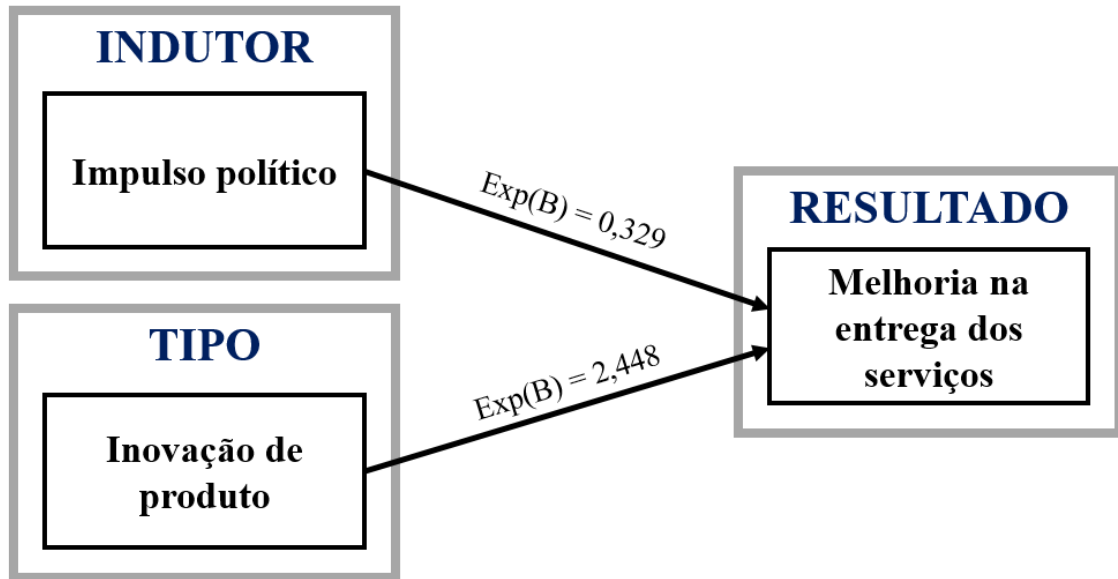 INDUTOR
Impulso político
Exp(B) = 0,329
TIPO
Inovação de
produto
Exp(B) = 2,448
RESULTADO
Melhoria na
entrega dos
serviços